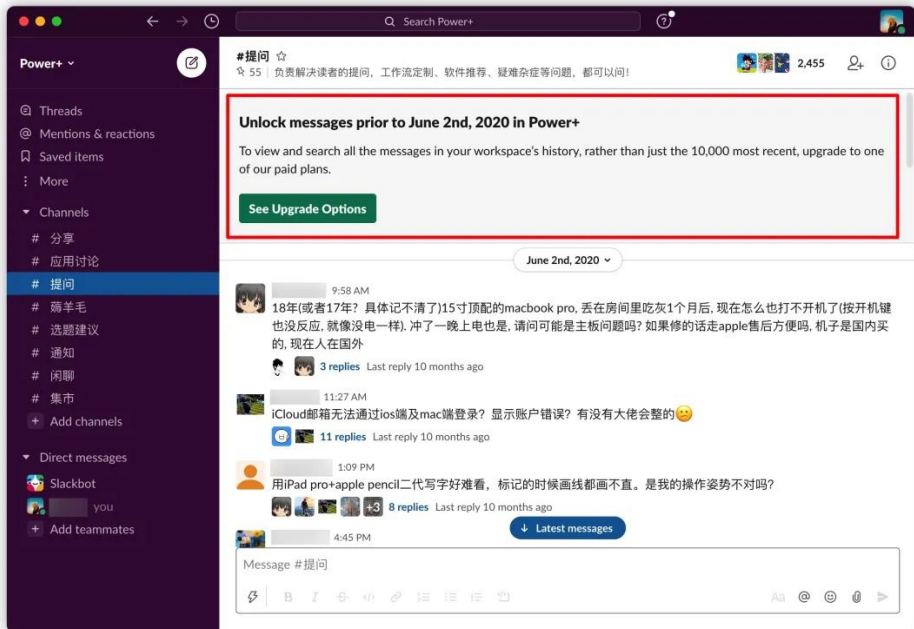 Search Power+
Power+
#提问
55 | 负责解决读者的提问，工作流定制、软件推荐、疑难杂症等问题，都可以问！
2,455
Threads
Mentions & reactions
Saved items
More
Channels
# 分享
# 应用讨论
# 提问
# 薅羊毛
# 选题建议
# 通知
# 闲聊
# 集市
+ Add channels
Direct messages
Slackbot
you
+ Add teammates
Unlock messages prior to June 2nd, 2020 in Power+
To view and search all the messages in your workspace's history, rather than just the 10,000 most recent, upgrade to one
of our paid plans.
See Upgrade Options
June 2nd, 2020
9:58 AM
18年(或者17年？具体记不清了)15寸顶配的macbook pro, 丢在房间里吃灰1个月后, 现在怎么也打不开机了(按开机键
也没反应, 就像没电一样). 冲了一晚上电也是, 请问可能是主板问题吗? 如果修的话走apple售后方便吗, 机子是国内买
的, 现在人在国外
3 replies Last reply 10 months ago
11:27 AM
iCloud邮箱无法通过ios端及mac端登录？显示账户错误？有没有大佬会整的
11 replies Last reply 10 months ago
1:09 PM
用iPad pro+apple pencil二代写字好难看，标记的时候画线都画不直。是我的操作姿势不对吗?
+3 8 replies Last reply 10 months ago
4:45 PM
Latest messages
Message #提问
B I S </> Aa @